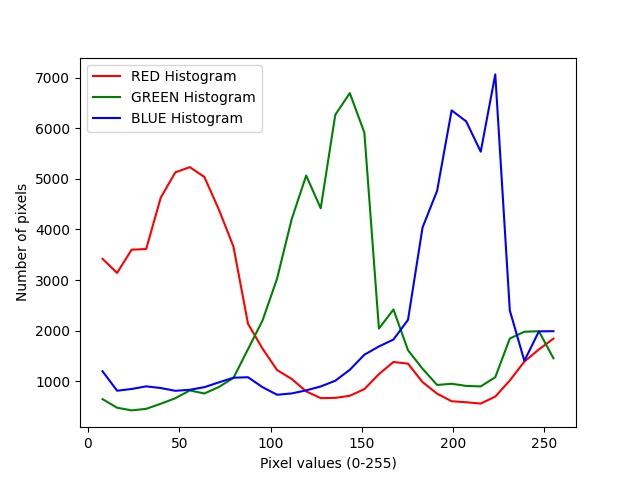 RED Histogram
GREEN Histogram
BLUE Histogram
7000
6000
5000
4000
3000
2000
1000
Number of pixels
0 50 100 150 200 250
Pixel values (0-255)